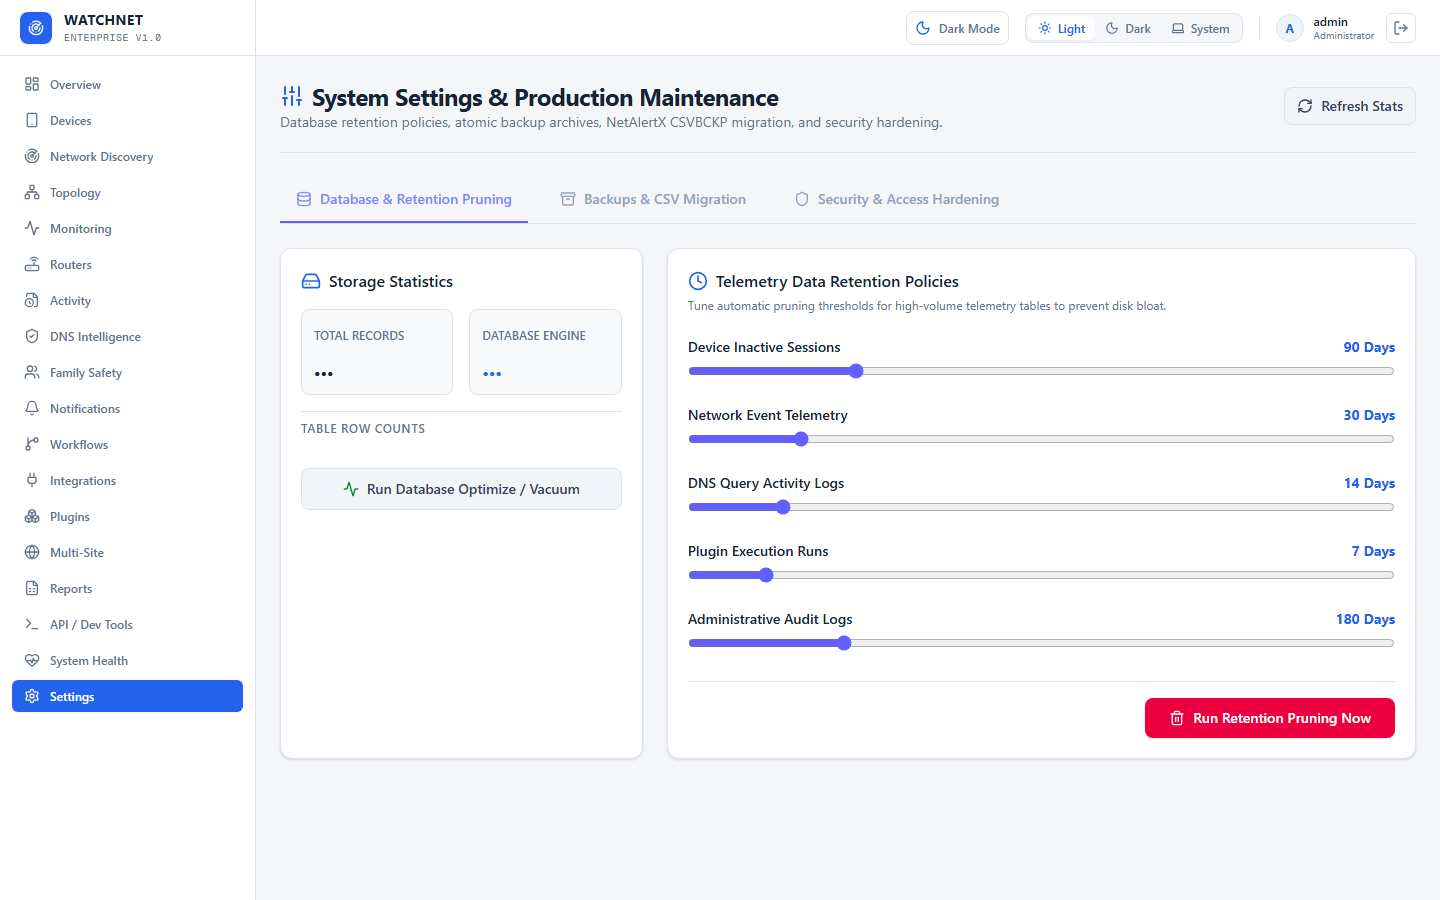 WATCHNET
ENTERPRISE V1.0
Dark Mode
Light
Dark
System
A
admin
Administrator
Overview
Devices
Network Discovery
Topology
Monitoring
Routers
Activity
DNS Intelligence
Family Safety
Notifications
Workflows
Integrations
Plugins
Multi-Site
Reports
API / Dev Tools
System Health
Settings
System Settings & Production Maintenance
Database retention policies, atomic backup archives, NetAlertX CSVBCKP migration, and security hardening.
Refresh Stats
Database & Retention Pruning
Backups & CSV Migration
Security & Access Hardening
Storage Statistics
TOTAL RECORDS
...
DATABASE ENGINE
...
TABLE ROW COUNTS
Run Database Optimize / Vacuum
Telemetry Data Retention Policies
Tune automatic pruning thresholds for high-volume telemetry tables to prevent disk bloat.
Device Inactive Sessions
90 Days
Network Event Telemetry
30 Days
DNS Query Activity Logs
14 Days
Plugin Execution Runs
7 Days
Administrative Audit Logs
180 Days
Run Retention Pruning Now